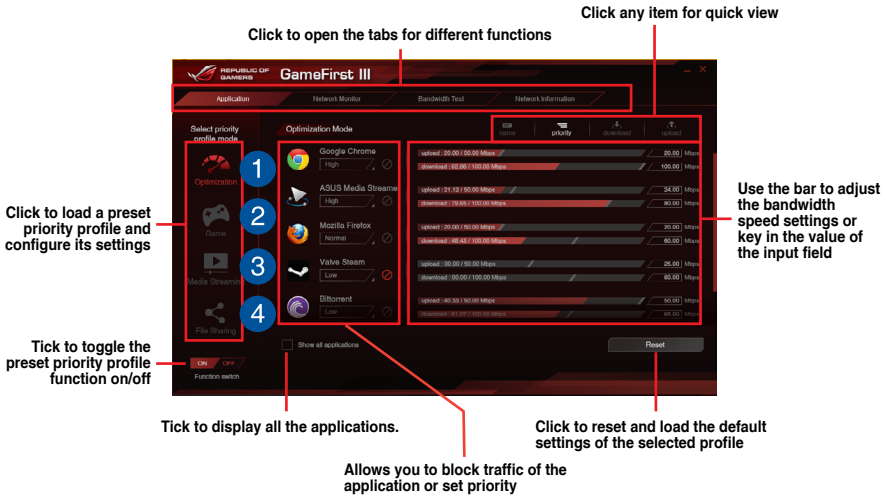 Click any item for quick view
Click to open the tabs for different functions
REPUBLIC OF
GAMERS
GameFirst III
Application
Network Monitor
Bandwidth Test
Network Information
Select priority
profile mode
Optimization Mode
name
priority
download
upload
1
Optimization
2
Game
3
Media Streaming
4
File Sharing
Google Chrome
High
upload : 20.00 / 50.00 Mbps
20.00 Mbps
download : 62.66 / 100.00 Mbps
100.00 Mbps
ASUS Media Streame
High
upload : 21.12 / 50.00 Mbps
24.00 Mbps
download : 79.65 / 100.00 Mbps
80.00 Mbps
Mozilla Firefox
Normal
upload : 20.00 / 50.00 Mbps
20.00 Mbps
download : 48.43 / 100.00 Mbps
60.00 Mbps
Valve Steam
Low
upload : 00.00 / 50.00 Mbps
25.00 Mbps
download : 00.00 / 100.00 Mbps
60.00 Mbps
Bittorrent
Low
upload : 40.33 / 50.00 Mbps
50.00 Mbps
download : 61.07 / 100.00 Mbps
65.00 Mbps
Show all applications
Reset
ON OFF
Function switch
Click to load a preset
priority profile and
configure its settings
Use the bar to adjust
the bandwidth
speed settings or
key in the value of
the input field
Tick to toggle the
preset priority profile
function on/off
Tick to display all the applications.
Click to reset and load the default
settings of the selected profile
Allows you to block traffic of the
application or set priority